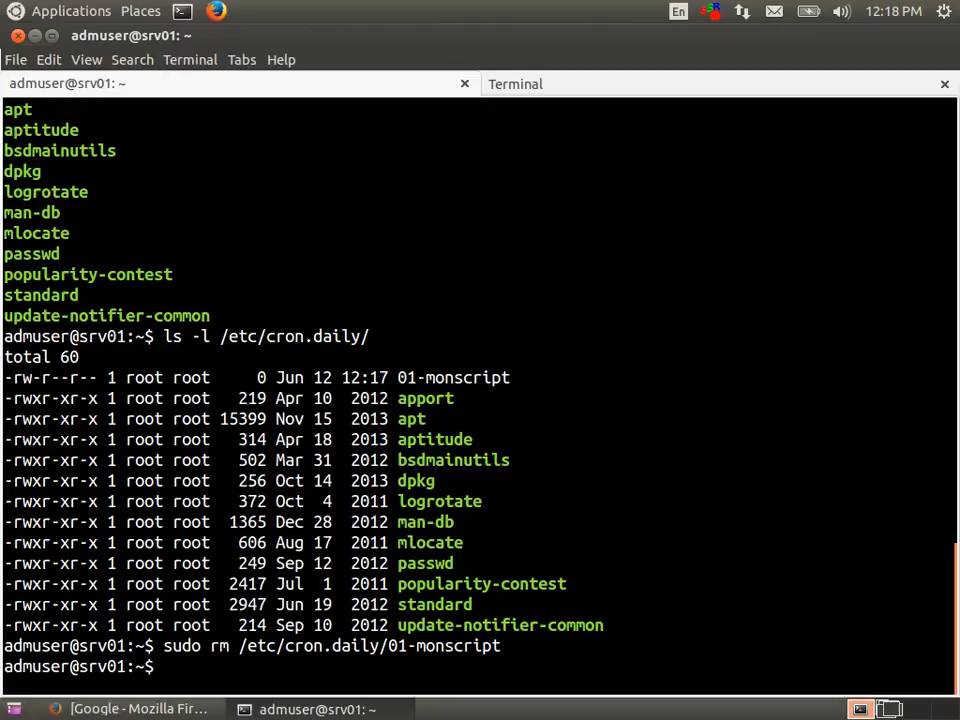 Applications Places En SSR 12:18 PM
admuser@srv01: ~
File Edit View Search Terminal Tabs Help
admuser@srv01: ~ × Terminal ×
apt
aptitude
bsdmainutils
dpkg
logrotate
man-db
mlocate
passwd
popularity-contest
standard
update-notifier-common
admuser@srv01:~$ ls -l /etc/cron.daily/
total 60
-rw-r--r-- 1 root root     0 Jun 12 12:17 01-monscript
-rwxr-xr-x 1 root root   219 Apr 10  2012 apport
-rwxr-xr-x 1 root root 15399 Nov 15  2013 apt
-rwxr-xr-x 1 root root   314 Apr 18  2013 aptitude
-rwxr-xr-x 1 root root   502 Mar 31  2012 bsdmainutils
-rwxr-xr-x 1 root root   256 Oct 14  2013 dpkg
-rwxr-xr-x 1 root root   372 Oct  4  2011 logrotate
-rwxr-xr-x 1 root root  1365 Dec 28  2012 man-db
-rwxr-xr-x 1 root root   606 Aug 17  2011 mlocate
-rwxr-xr-x 1 root root   249 Sep 12  2012 passwd
-rwxr-xr-x 1 root root  2417 Jul  1  2011 popularity-contest
-rwxr-xr-x 1 root root  2947 Jun 19  2012 standard
-rwxr-xr-x 1 root root   214 Sep 10  2012 update-notifier-common
admuser@srv01:~$ sudo rm /etc/cron.daily/01-monscript
admuser@srv01:~$
[Google - Mozilla Fir... admuser@srv01: ~